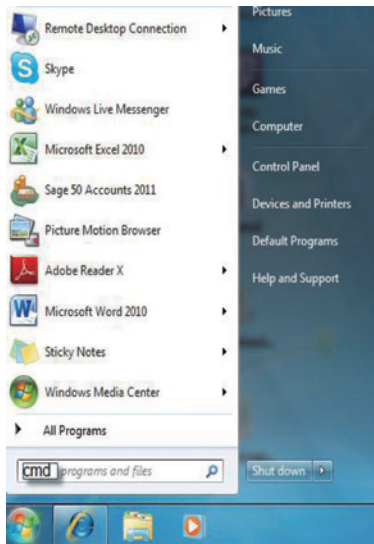 Remote Desktop Connection
Skype
Windows Live Messenger
Microsoft Excel 2010
Sage 50 Accounts 2011
Picture Motion Browser
Adobe Reader X
Microsoft Word 2010
Sticky Notes
Windows Media Center
All Programs
cmd programs and files
Pictures
Music
Games
Computer
Control Panel
Devices and Printers
Default Programs
Help and Support
Shut down